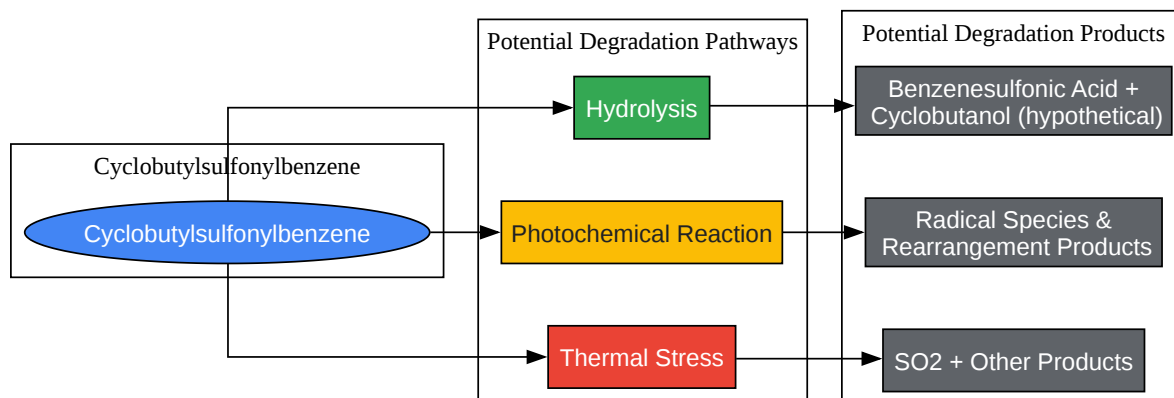 Potential Degradation Pathways
Potential Degradation Products
Hydrolysis
Benzenesulfonic Acid +
Cyclobutanol (hypothetical)
Cyclobutylsulfonylbenzene
Cyclobutylsulfonylbenzene
Photochemical Reaction
Radical Species &
Rearrangement Products
Thermal Stress
SO2 + Other Products